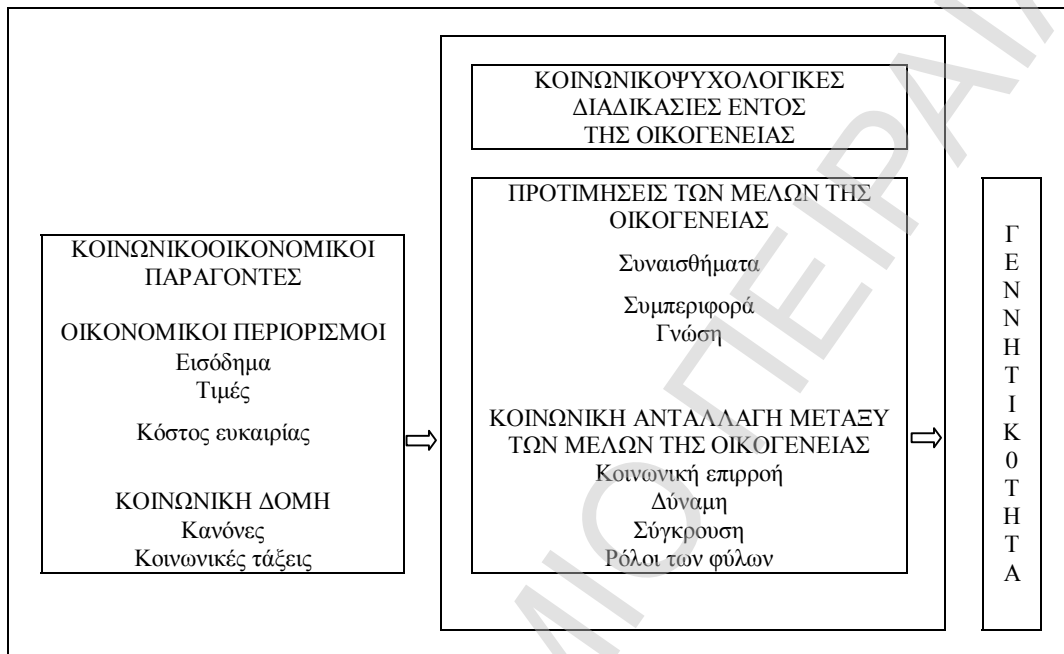 ΚΟΙΝΩΝΙΚΟΟΙΚΟΝΟΜΙΚΟΙ
ΠΑΡΑΓΟΝΤΕΣ
ΟΙΚΟΝΟΜΙΚΟΙ ΠΕΡΙΟΡΙΣΜΟΙ
Εισόδημα
Τιμές
Κόστος ευκαιρίας
ΚΟΙΝΩΝΙΚΗ ΔΟΜΗ
Κανόνες
Κοινωνικές τάξεις
ΚΟΙΝΩΝΙΚΟΨΥΧΟΛΟΓΙΚΕΣ
ΔΙΑΔΙΚΑΣΙΕΣ ΕΝΤΟΣ
ΤΗΣ ΟΙΚΟΓΕΝΕΙΑΣ
ΠΡΟΤΙΜΗΣΕΙΣ ΤΩΝ ΜΕΛΩΝ ΤΗΣ
ΟΙΚΟΓΕΝΕΙΑΣ
Συναισθήματα
Συμπεριφορά
Γνώση
ΚΟΙΝΩΝΙΚΗ ΑΝΤΑΛΛΑΓΗ ΜΕΤΑΞΥ
ΤΩΝ ΜΕΛΩΝ ΤΗΣ ΟΙΚΟΓΕΝΕΙΑΣ
Κοινωνική επιρροή
Δύναμη
Σύγκρουση
Ρόλοι των φύλων
Γ
Ε
Ν
Ν
Η
Τ
Ι
Κ
0
Τ
Η
Τ
Α